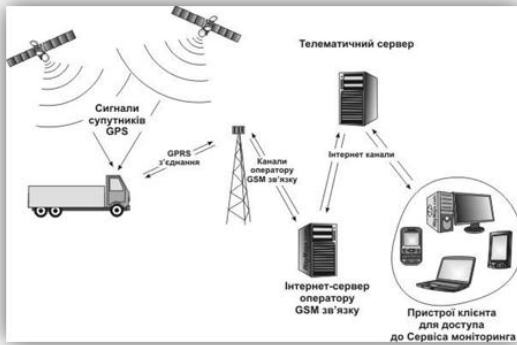 Телематичний сервер
Сигнали
супутників
GPS
GPRS
з'єднання
Канали
оператору
GSM зв'язку
Інтернет канали
Інтернет-сервер
оператору
GSM зв'язку
Пристрої клієнта
для доступа
до Сервіса моніторинга